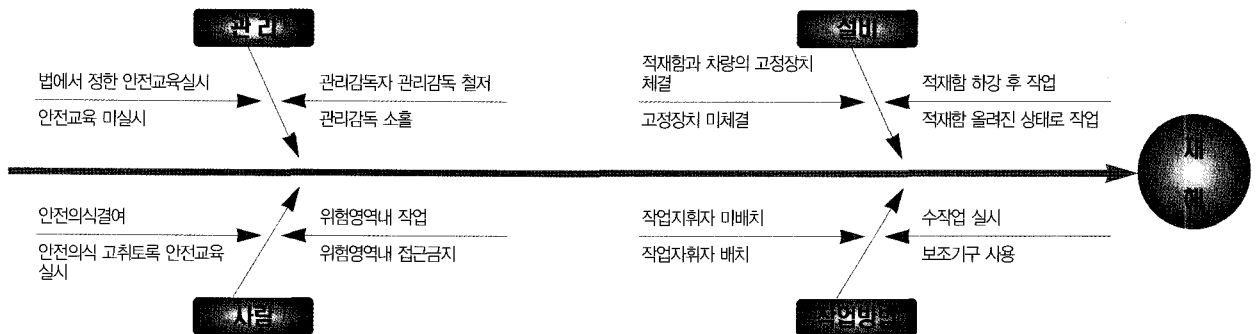 관 리
설비
법에서 정한 안전교육실시
안전교육 미실시
관리감독자 관리감독 철저
관리감독 소홀
적재함과 차량의 고정장치
체결
고정장치 미체결
적재함 하강 후 작업
적재함 올려진 상태로 작업
재
해
안전의식결여
안전의식 고취토록 안전교육
실시
위험영역내 작업
위험영역내 접근금지
작업지휘자 미배치
작업자휘자 배치
수작업 실시
보조기구 사용
사람
작업방법